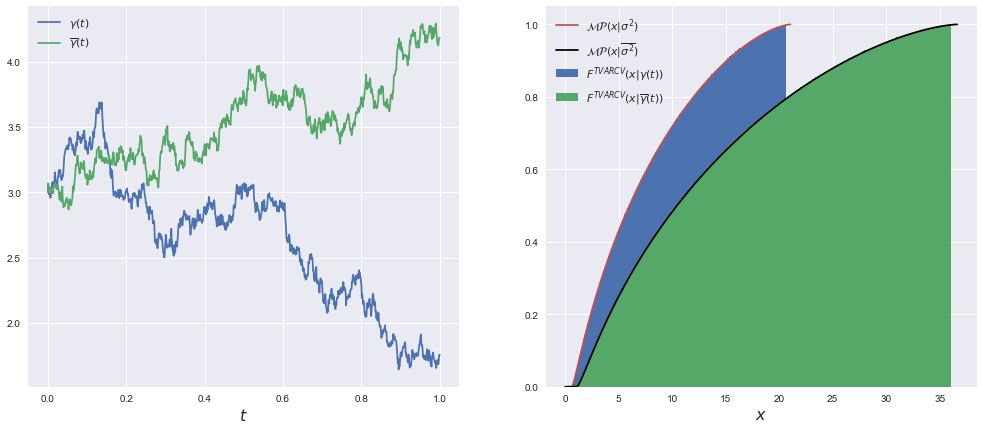 γ(t)
γ̅(t)
4.0
3.5
3.0
2.5
2.0
0.0 0.2 0.4 0.6 0.8 1.0
t
MP(x|σ²)
MP(x|σ̅²)
F^TVARCV(x|γ(t))
F^TVARCV(x|γ̅(t))
1.0
0.8
0.6
0.4
0.2
0.0
0 5 10 15 20 25 30 35
x